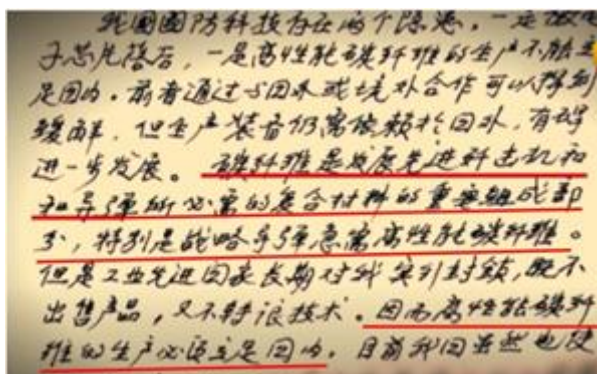 我国国防科技存在两个隐患,一是微电
子芯片落后,一是高性能碳纤维的生产不能立
足国内。前者通过与国外或境外合作可以得到
缓解,但生产装备仍需依赖于国外,有碍
进一步发展。碳纤维是发展先进歼击机和
和导弹所必需的复合材料的重要组成部
分,特别是战略导弹急需高性能碳纤维。
但是工业先进国家长期对我实行封锁,既不
出售产品,又不转让技术。因而高性能碳纤
维的生产必须立足国内。目前我国虽然也使